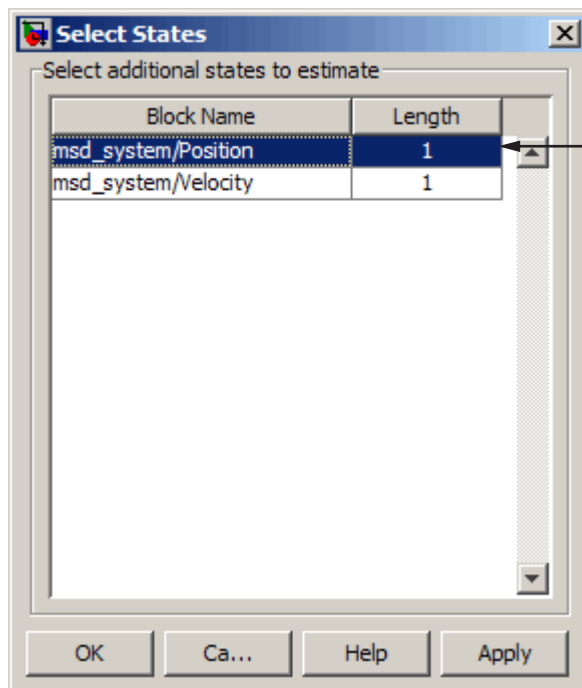 Select States
Select additional states to estimate
Block Name Length
msd_system/Position 1
msd_system/Velocity 1
OK Ca... Help Apply